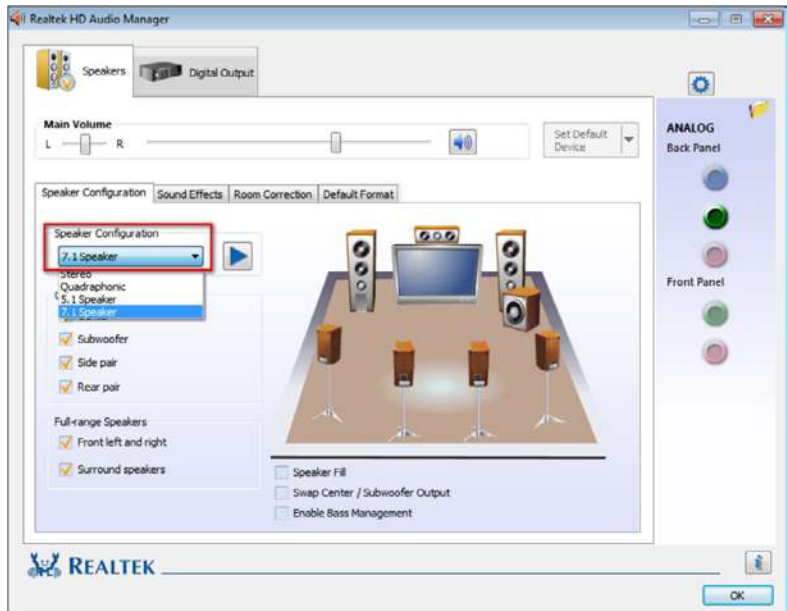 Realtek HD Audio Manager
Speakers
Digital Output
Main Volume
L R
Set Default
Device
ANALOG
Back Panel
Speaker Configuration Sound Effects Room Correction Default Format
Speaker Configuration
7.1 Speaker
Stereo
Quadraphonic
5.1 Speaker
7.1 Speaker
Subwoofer
Side pair
Rear pair
Front Panel
Full-range Speakers
Front left and right
Surround speakers
Speaker Fill
Swap Center / Subwoofer Output
Enable Bass Management
REALTEK
i
OK